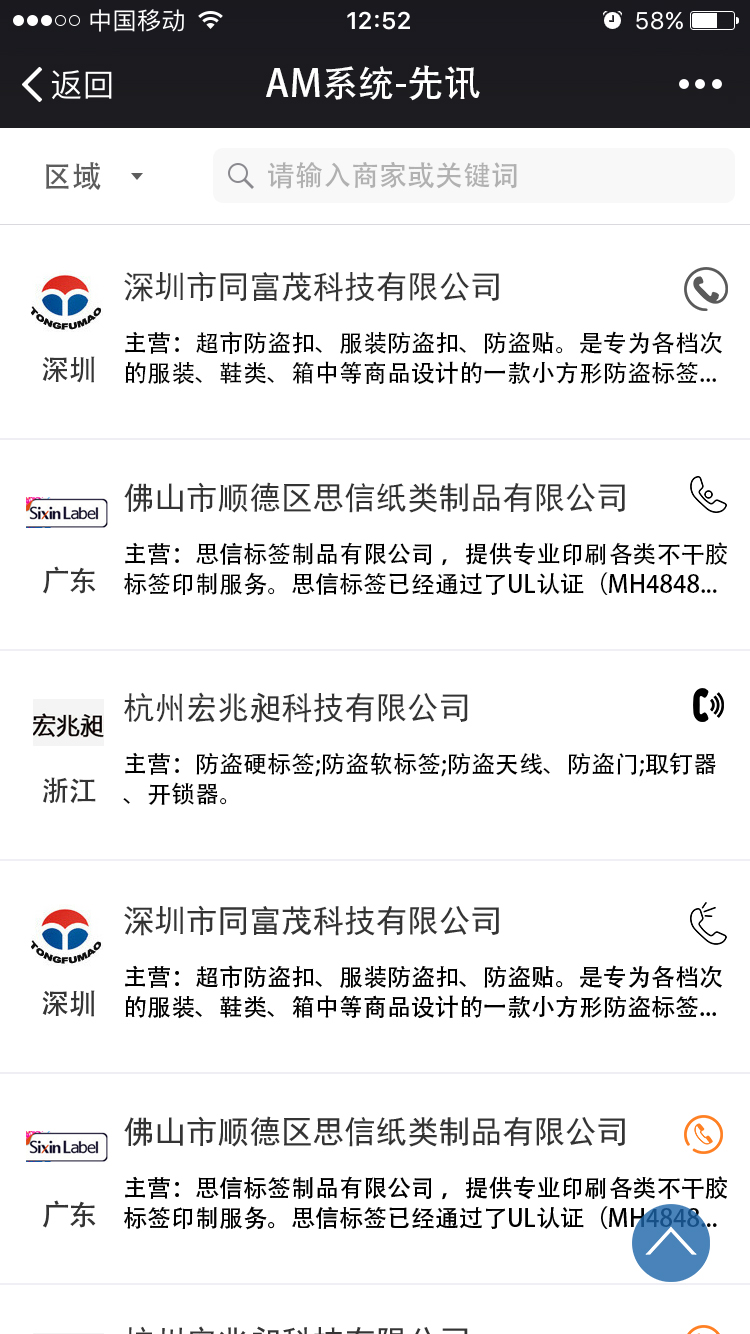 中国移动 12:52 58%
返回 AM系统-先讯
区域 请输入商家或关键词
深圳市同富茂科技有限公司
TONGFUMAO
主营：超市防盗扣、服装防盗扣、防盗贴。是专为各档次
深圳
的服装、鞋类、箱中等商品设计的一款小方形防盗标签...
佛山市顺德区思信纸类制品有限公司
Sixin Label
主营：思信标签制品有限公司 ，提供专业印刷各类不干胶
广东
标签印制服务。思信标签已经通过了UL认证（MH4848...
杭州宏兆昶科技有限公司
宏兆昶
主营：防盗硬标签;防盗软标签;防盗天线、防盗门;取钉器
浙江
、开锁器。
深圳市同富茂科技有限公司
TONGFUMAO
主营：超市防盗扣、服装防盗扣、防盗贴。是专为各档次
深圳
的服装、鞋类、箱中等商品设计的一款小方形防盗标签...
佛山市顺德区思信纸类制品有限公司
Sixin Label
主营：思信标签制品有限公司 ，提供专业印刷各类不干胶
广东
标签印制服务。思信标签已经通过了UL认证（MH4848...